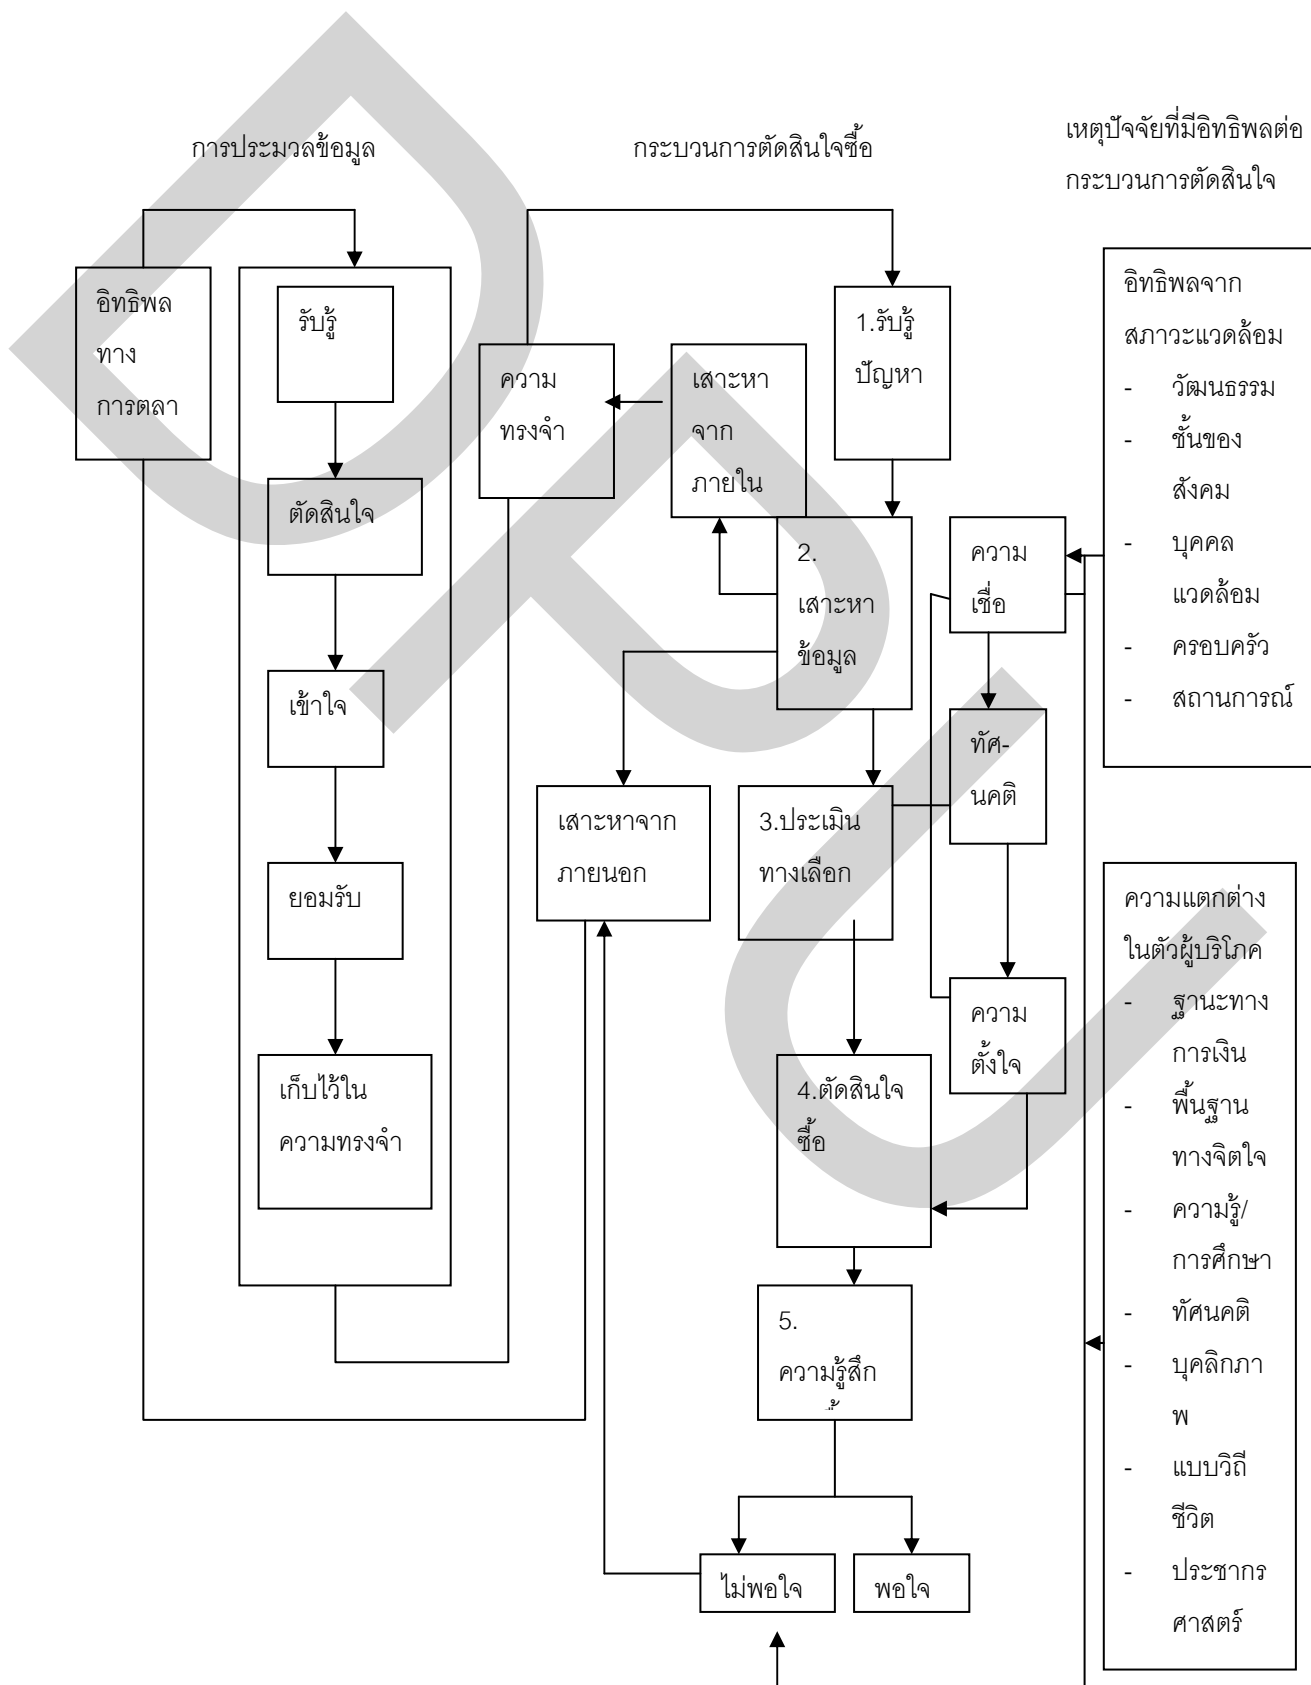 การประมวลข้อมูล
กระบวนการตัดสินใจซื้อ
เหตุปัจจัยที่มีอิทธิพลต่อ
กระบวนการตัดสินใจ
อิทธิพล
ทาง
การตลา
รับรู้
ตัดสินใจ
เข้าใจ
ยอมรับ
เก็บไว้ใน
ความทรงจำ
ความ
ทรงจำ
เสาะหา
จาก
ภายใน
1.รับรู้
ปัญหา
2.
เสาะหา
ข้อมูล
เสาะหาจาก
ภายนอก
3.ประเมิน
ทางเลือก
4.ตัดสินใจ
ซื้อ
5.
ความรู้สึก
ไม่พอใจ
พอใจ
ความ
เชื่อ
ทัศ-
นคติ
ความ
ตั้งใจ
อิทธิพลจาก
สภาวะแวดล้อม
- วัฒนธรรม
- ชั้นของ
สังคม
- บุคคล
แวดล้อม
- ครอบครัว
- สถานการณ์
ความแตกต่าง
ในตัวผู้บริโภค
- ฐานะทาง
การเงิน
- พื้นฐาน
ทางจิตใจ
- ความรู้/
การศึกษา
- ทัศนคติ
- บุคลิกภา
พ
- แบบวิถี
ชีวิต
- ประชากร
ศาสตร์
DPU